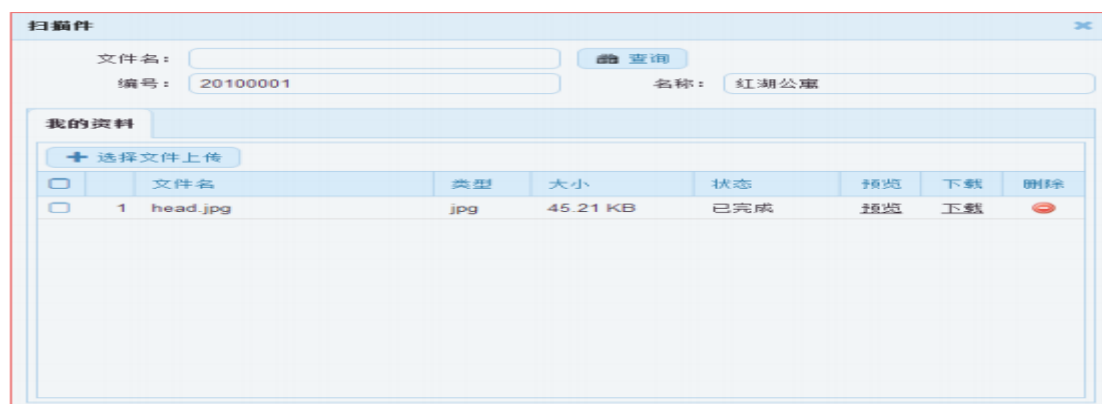 扫描件
文件名： 查询
编号： 20100001 名称： 红湖公寓
我的资料
选择文件上传
文件名 类型 大小 状态 预览 下载 删除
1 head.jpg jpg 45.21 KB 已完成 预览 下载